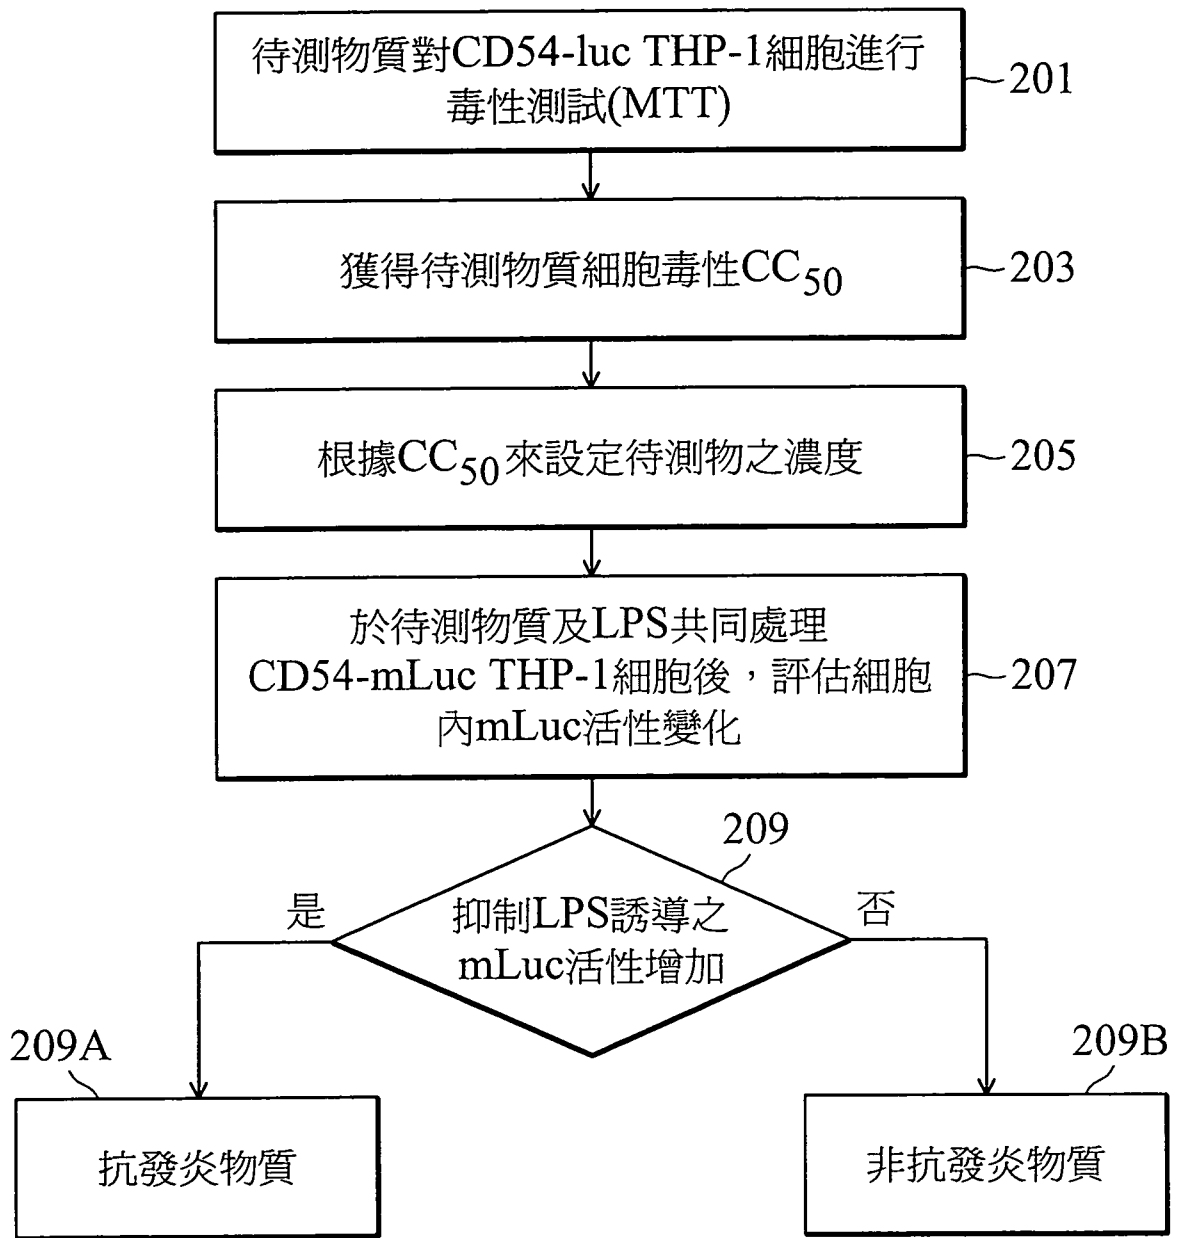 待測物質對CD54-luc THP-1細胞進行
毒性測試(MTT)
201
獲得待測物質細胞毒性CC50
203
根據CC50來設定待測物之濃度
205
於待測物質及LPS共同處理
CD54-mLuc THP-1細胞後，評估細胞
內mLuc活性變化
207
209
是
抑制LPS誘導之
mLuc活性增加
否
209A
抗發炎物質
209B
非抗發炎物質